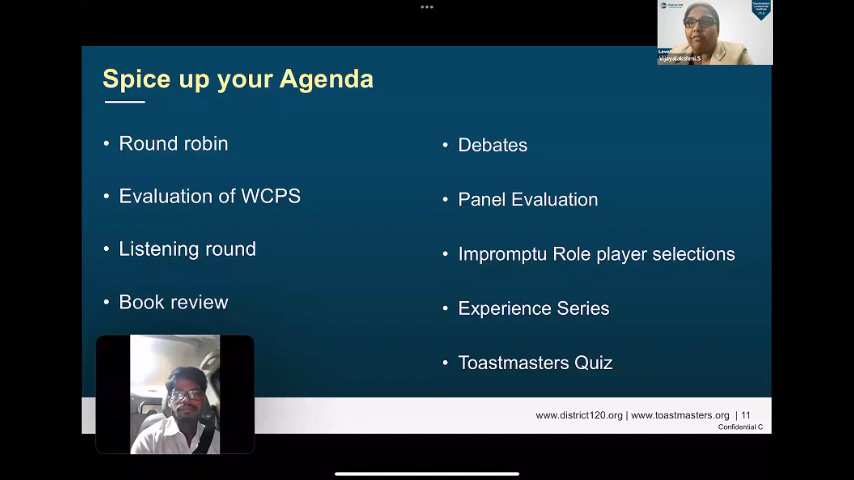 Spice up your Agenda
• Round robin
• Evaluation of WCPS
• Listening round
• Book review
• Debates
• Panel Evaluation
• Impromptu Role player selections
• Experience Series
• Toastmasters Quiz
www.district120.org | www.toastmasters.org | 11
Confidential C
Vijayalakshmi.S